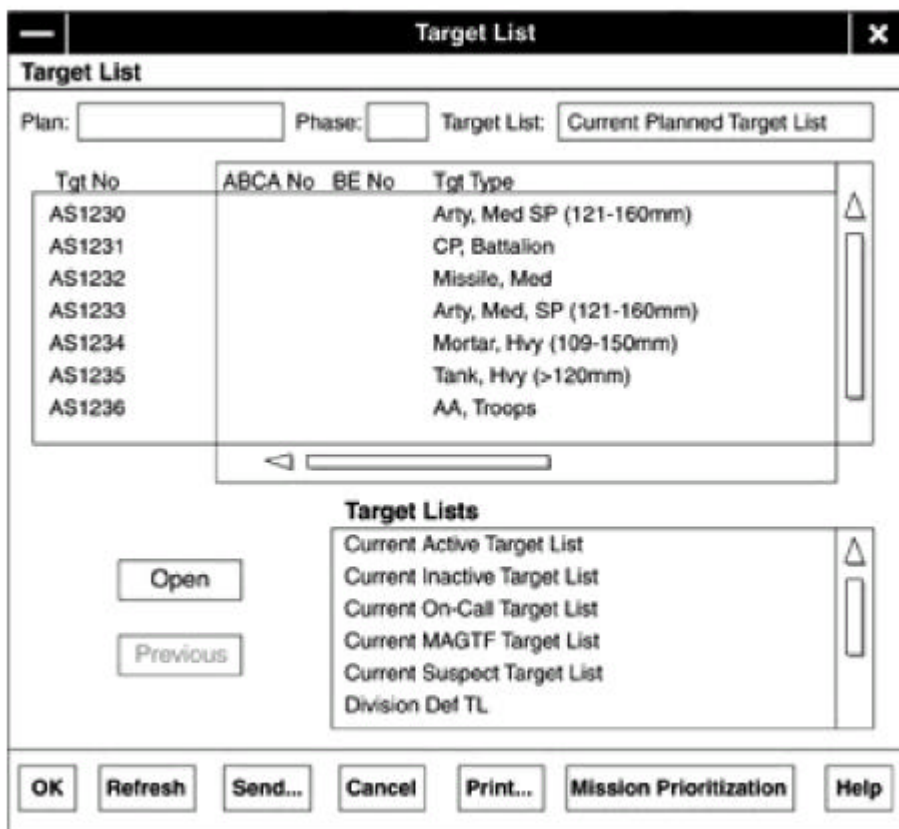 Target List
Target List
Plan: Phase: Target List: Current Planned Target List
Tgt No ABCA No BE No Tgt Type
AS1230 Arty, Med SP (121-160mm)
AS1231 CP, Battalion
AS1232 Missile, Med
AS1233 Arty, Med, SP (121-160mm)
AS1234 Mortar, Hvy (109-150mm)
AS1235 Tank, Hvy (>120mm)
AS1236 AA, Troops
Target Lists
Current Active Target List
Current Inactive Target List
Current On-Call Target List
Current MAGTF Target List
Current Suspect Target List
Division Def TL
Open
Previous
OK Refresh Send... Cancel Print... Mission Prioritization Help